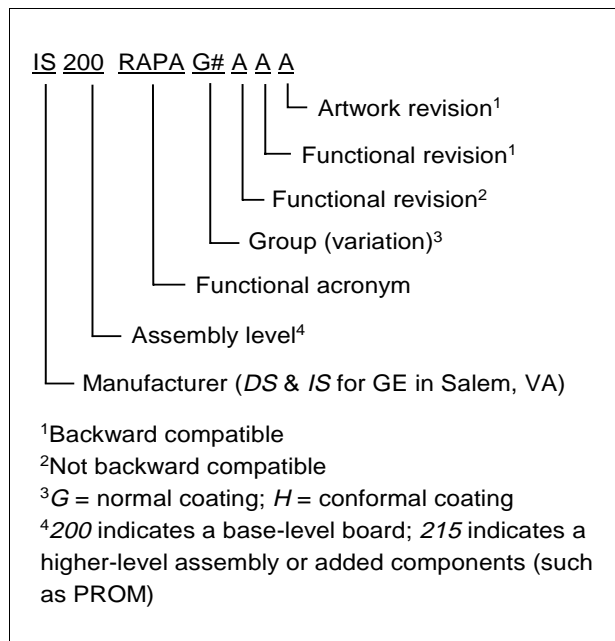 IS 200 RAPA G# A A A
Artwork revision¹
Functional revision¹
Functional revision²
Group (variation)³
Functional acronym
Assembly level⁴
Manufacturer (DS & IS for GE in Salem, VA)
¹Backward compatible
²Not backward compatible
³G = normal coating; H = conformal coating
⁴200 indicates a base-level board; 215 indicates a
higher-level assembly or added components (such
as PROM)